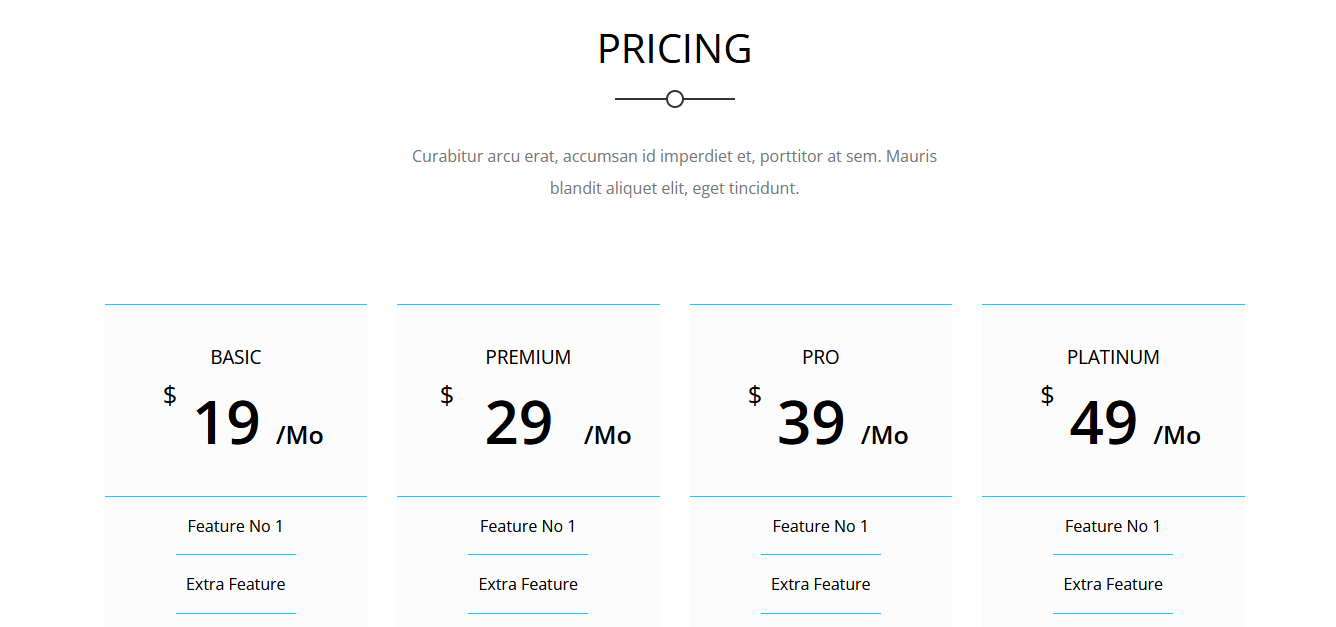 PRICING
Curabitur arcu erat, accumsan id imperdiet et, porttitor at sem. Mauris
blandit aliquet elit, eget tincidunt.
BASIC
$ 19 /Mo
Feature No 1
Extra Feature
PREMIUM
$ 29 /Mo
Feature No 1
Extra Feature
PRO
$ 39 /Mo
Feature No 1
Extra Feature
PLATINUM
$ 49 /Mo
Feature No 1
Extra Feature